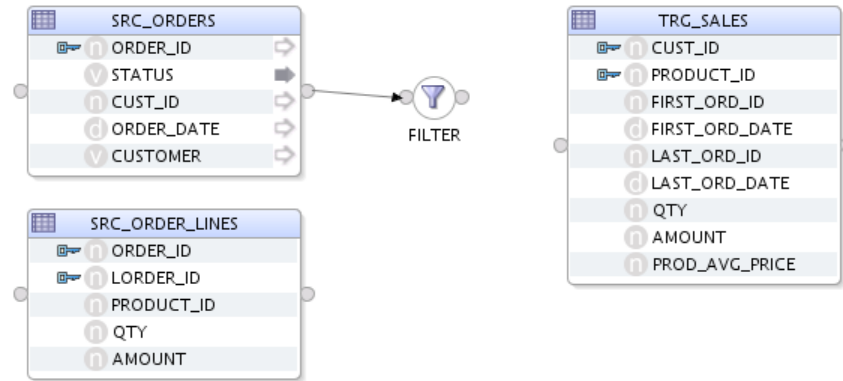 SRC_ORDERS
n ORDER_ID
v STATUS
n CUST_ID
d ORDER_DATE
v CUSTOMER
FILTER
SRC_ORDER_LINES
n ORDER_ID
n LORDER_ID
n PRODUCT_ID
n QTY
n AMOUNT
TRG_SALES
n CUST_ID
n PRODUCT_ID
n FIRST_ORD_ID
d FIRST_ORD_DATE
n LAST_ORD_ID
d LAST_ORD_DATE
n QTY
n AMOUNT
n PROD_AVG_PRICE